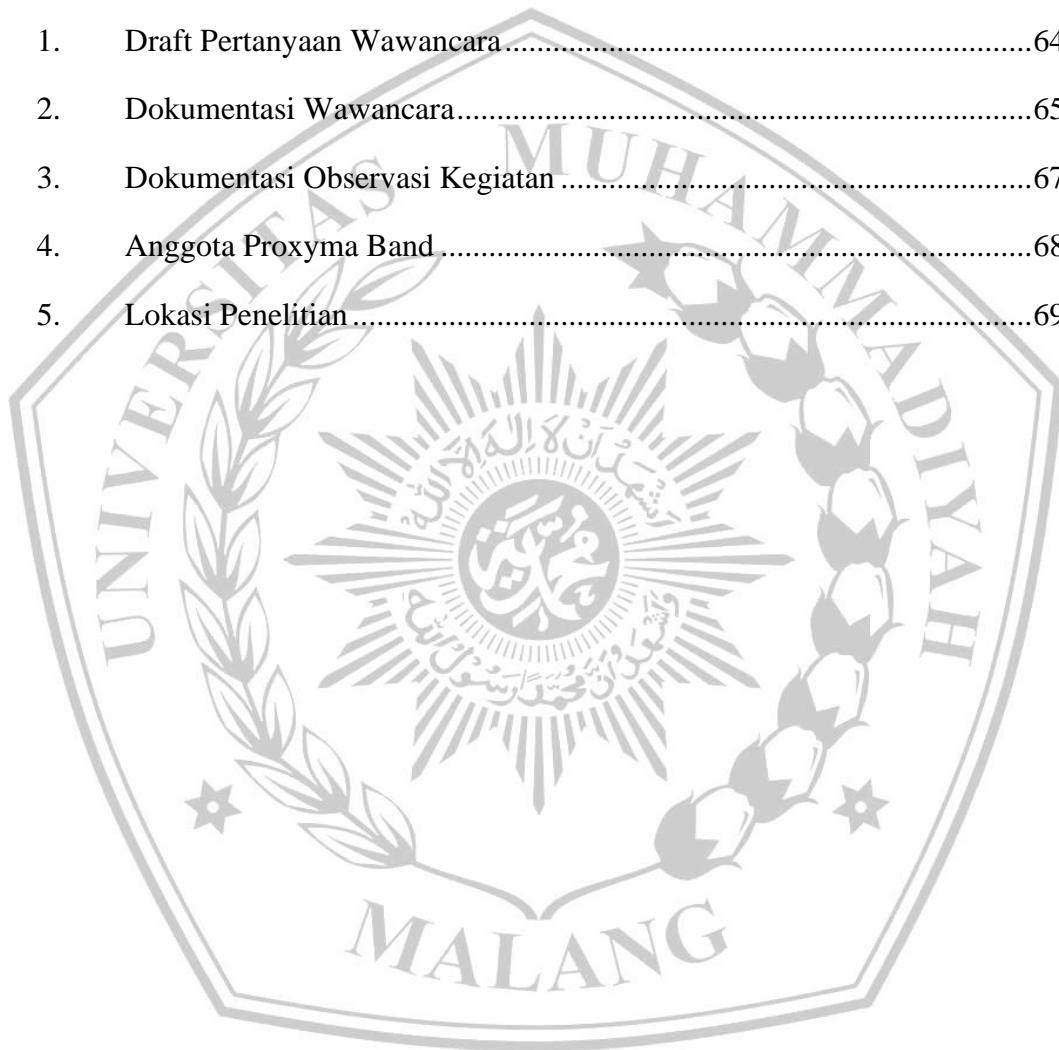 1. Draft Pertanyaan Wawancara........................................................................64
2. Dokumentasi Wawancara..............................................................................65
3. Dokumentasi Observasi Kegiatan................................................................67
4. Anggota Proxyma Band................................................................................68
5. Lokasi Penelitian...........................................................................................69
UNIVERSITAS MUHAMMADIYAH
MALANG